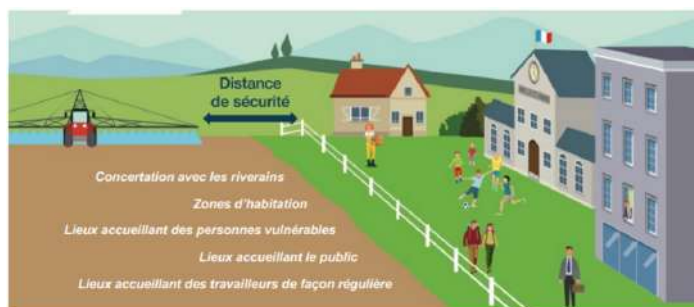 Distance
de sécurité
Concertation avec les riverains
Zones d'habitation
Lieux accueillant des personnes vulnérables
Lieux accueillant le public
Lieux accueillant des travailleurs de façon régulière